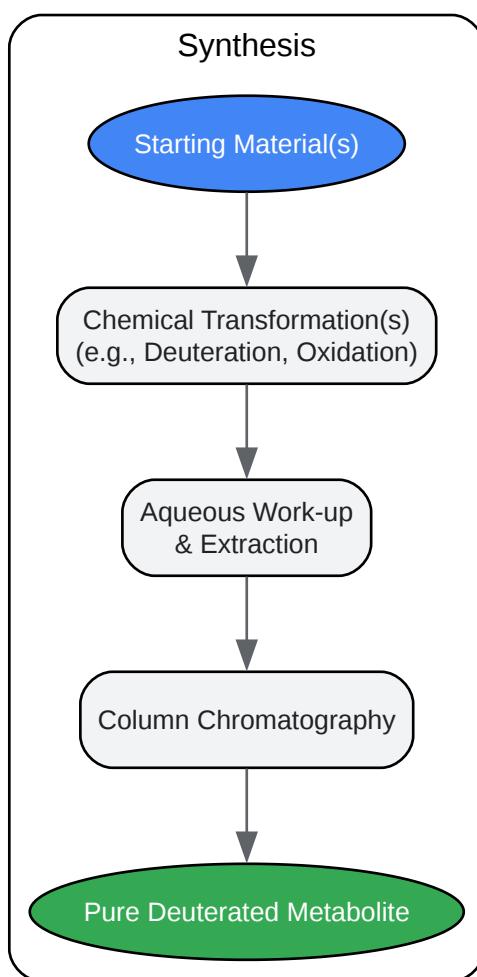 Synthesis
Starting Material(s)
Chemical Transformation(s)
(e.g., Deuteration, Oxidation)
Aqueous Work-up
& Extraction
Column Chromatography
Pure Deuterated Metabolite